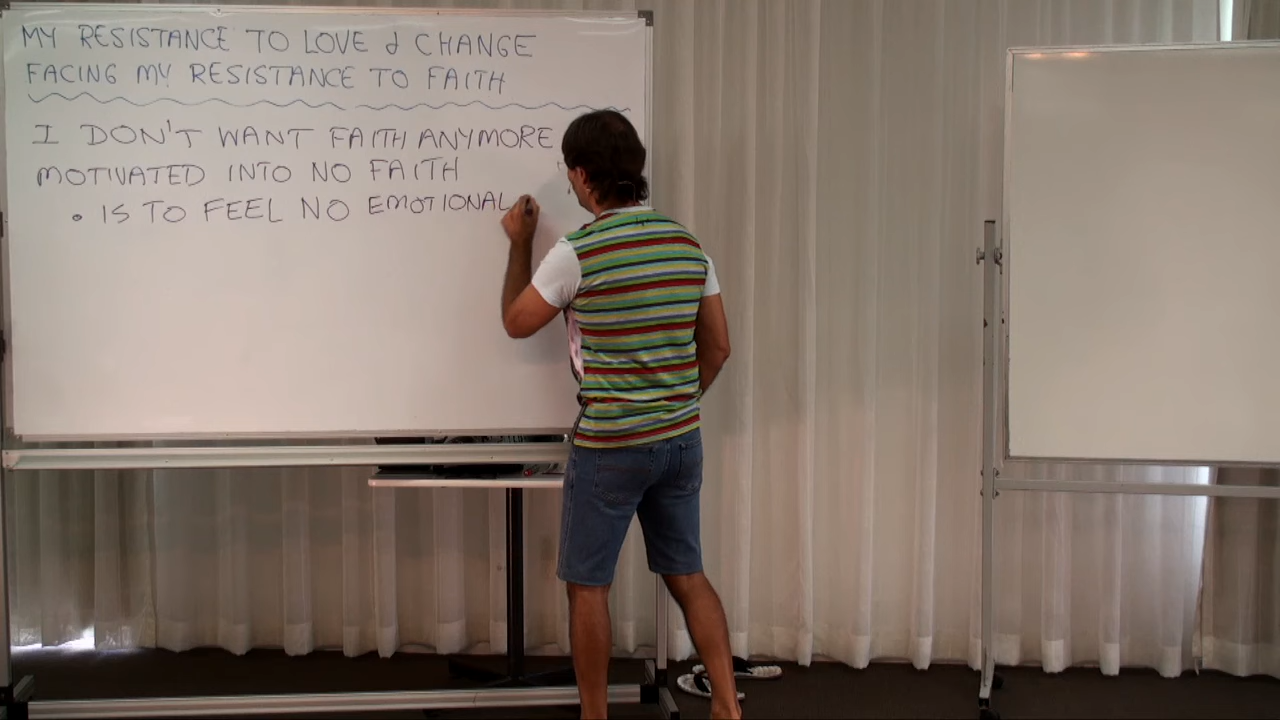 MY RESISTANCE TO LOVE & CHANGE
FACING MY RESISTANCE TO FAITH
I DON'T WANT FAITH ANYMORE
MOTIVATED INTO NO FAITH
• IS TO FEEL NO EMOTIONAL